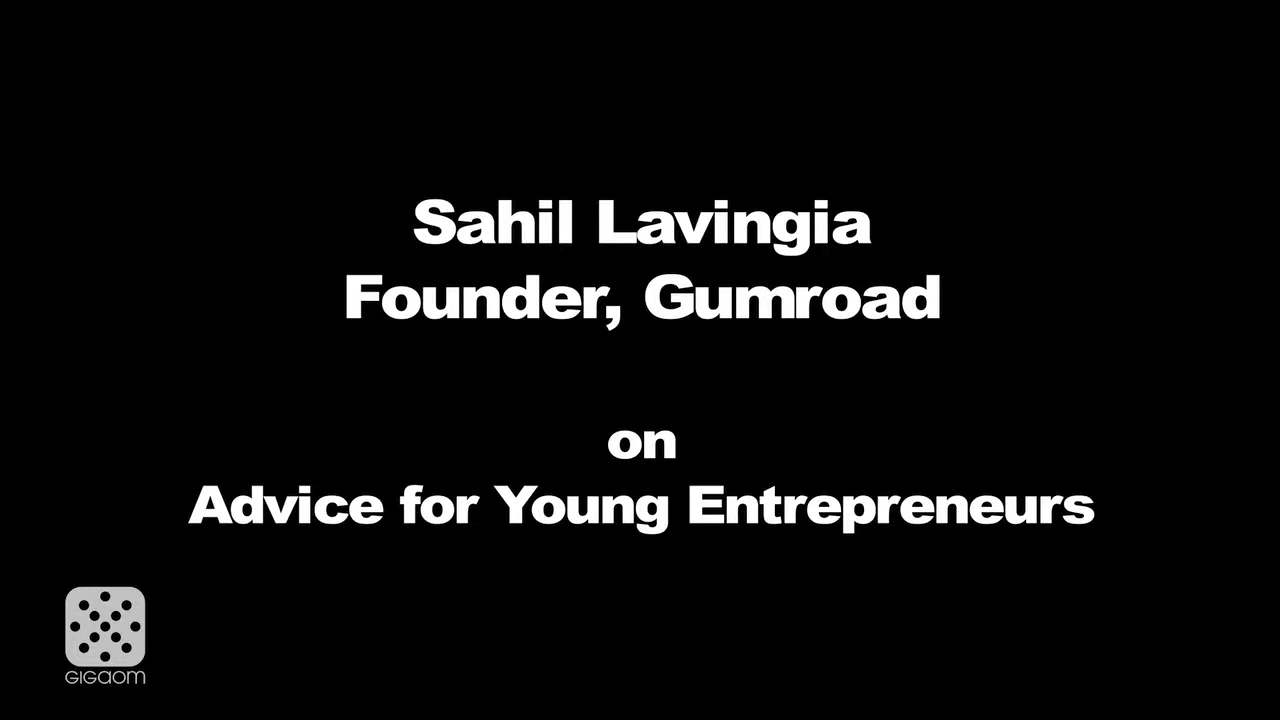 Sahil Lavingia
Founder, Gumroad
on
Advice for Young Entrepreneurs
GIGAOM